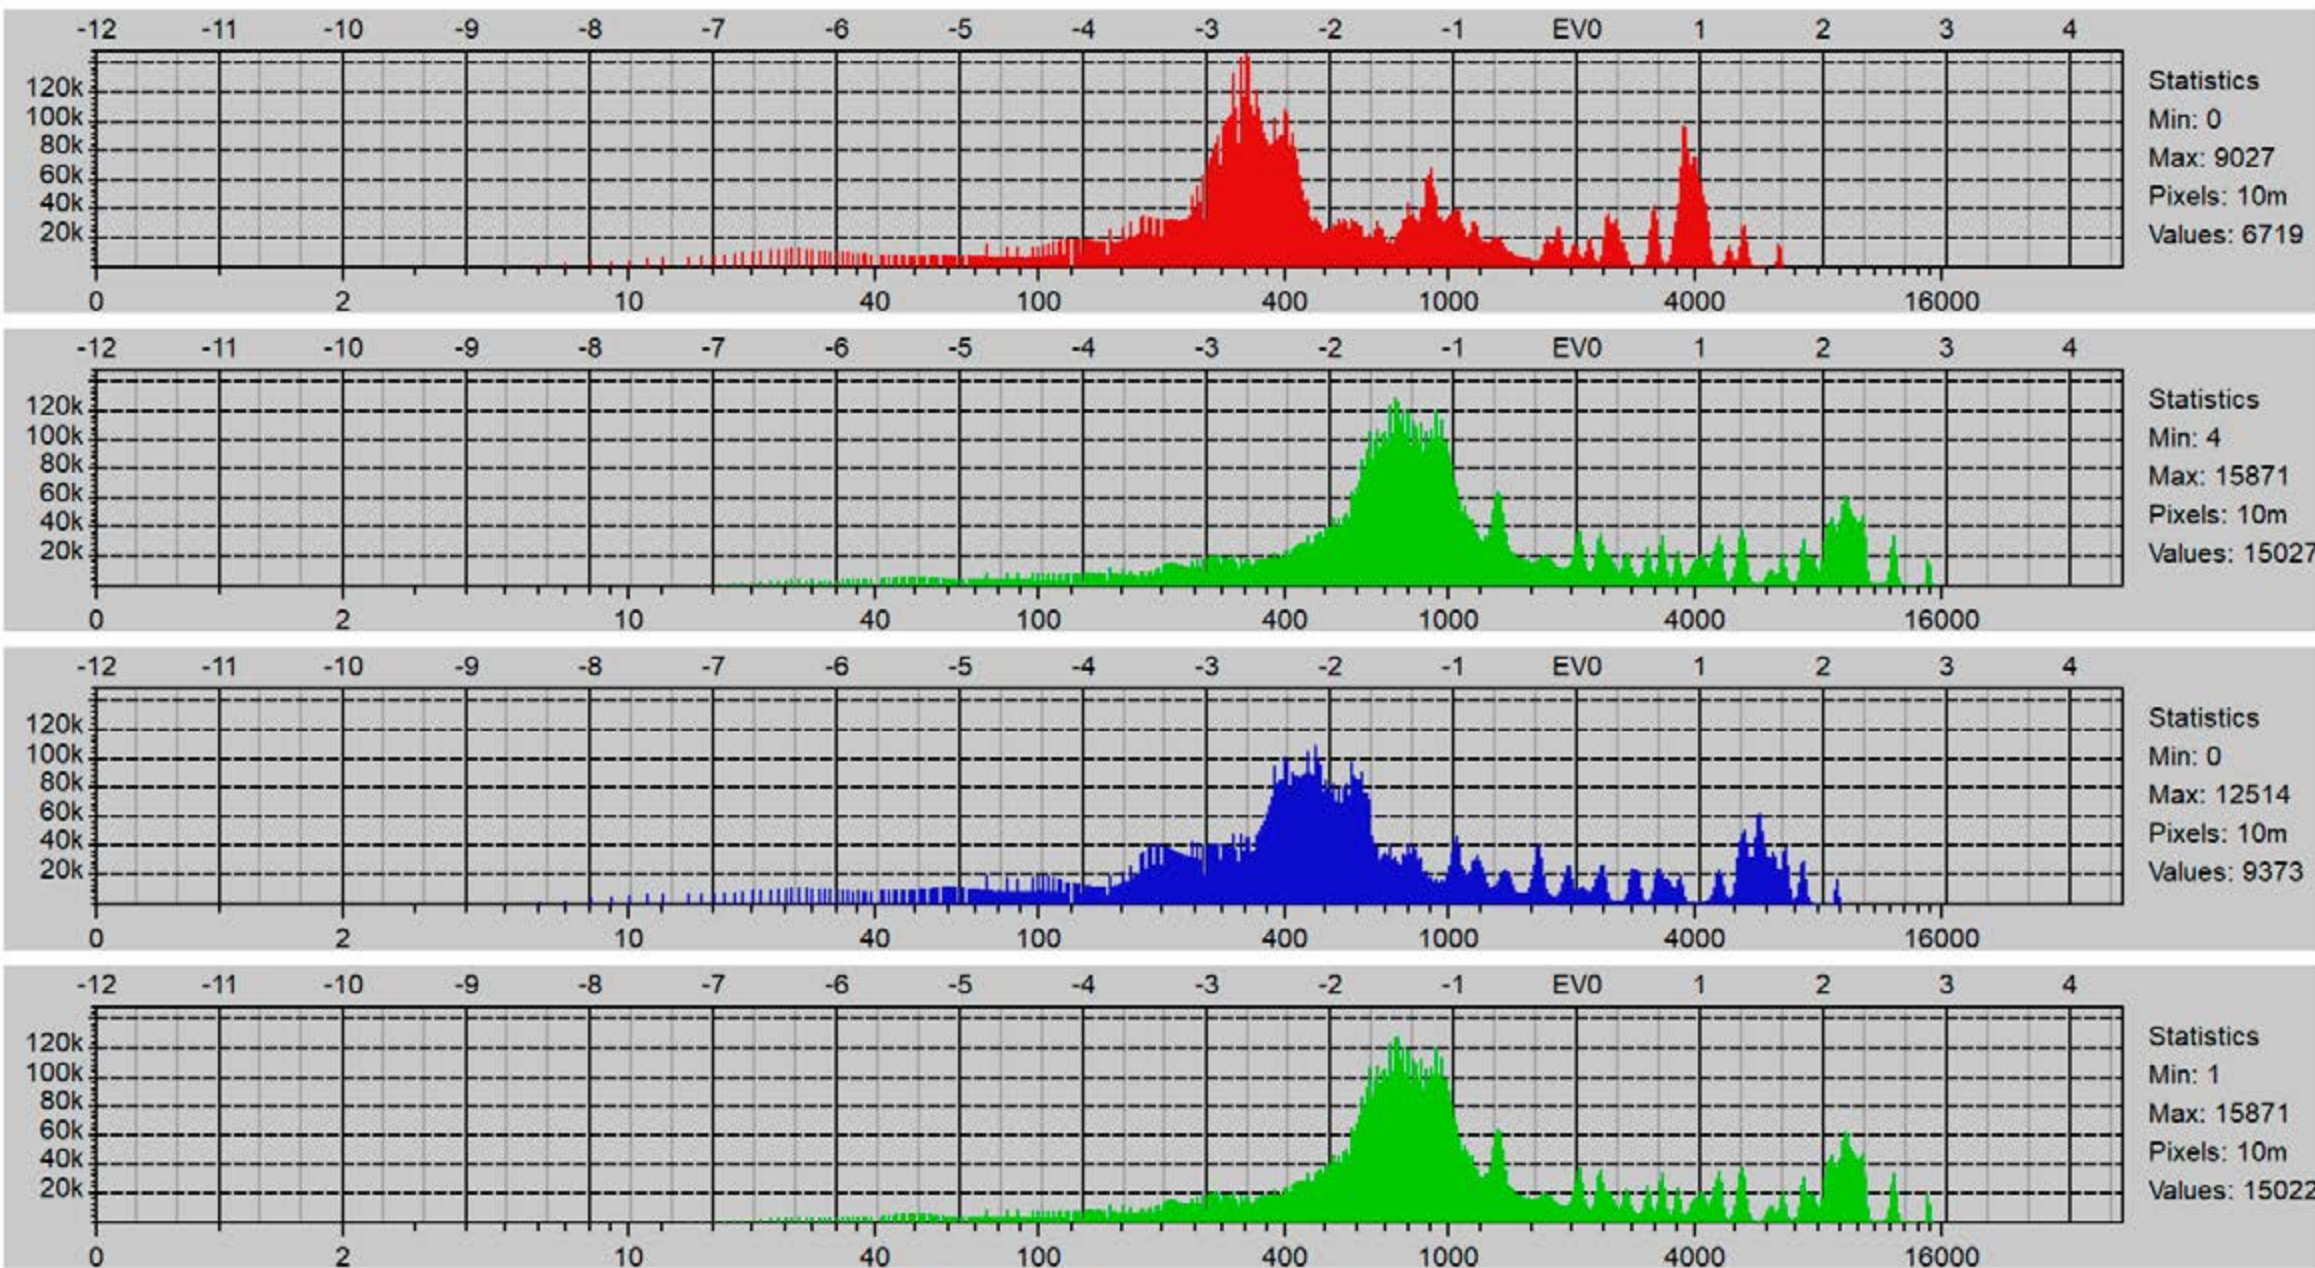 -12 -11 -10 -9 -8 -7 -6 -5 -4 -3 -2 -1 EV0 1 2 3 4
120k
100k
80k
60k
40k
20k
0 2 10 40 100 400 1000 4000 16000
Statistics
Min: 0
Max: 9027
Pixels: 10m
Values: 6719
-12 -11 -10 -9 -8 -7 -6 -5 -4 -3 -2 -1 EV0 1 2 3 4
120k
100k
80k
60k
40k
20k
0 2 10 40 100 400 1000 4000 16000
Statistics
Min: 4
Max: 15871
Pixels: 10m
Values: 15027
-12 -11 -10 -9 -8 -7 -6 -5 -4 -3 -2 -1 EV0 1 2 3 4
120k
100k
80k
60k
40k
20k
0 2 10 40 100 400 1000 4000 16000
Statistics
Min: 0
Max: 12514
Pixels: 10m
Values: 9373
-12 -11 -10 -9 -8 -7 -6 -5 -4 -3 -2 -1 EV0 1 2 3 4
120k
100k
80k
60k
40k
20k
0 2 10 40 100 400 1000 4000 16000
Statistics
Min: 1
Max: 15871
Pixels: 10m
Values: 15022